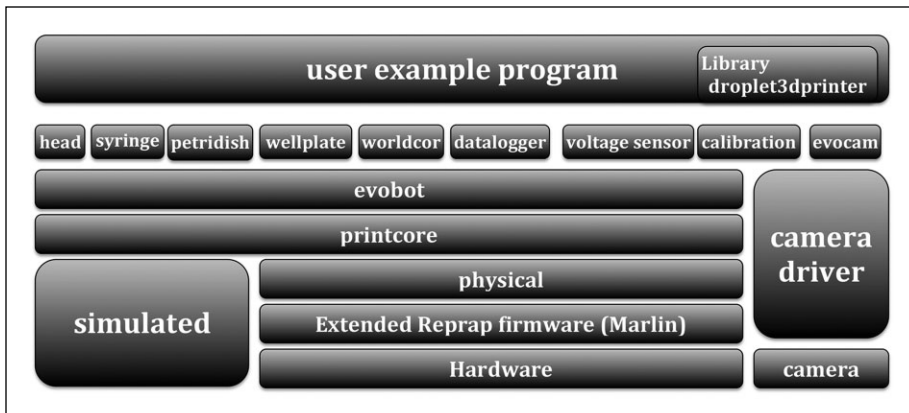 user example program
Library
droplet3dprinter
head
syringe
petridish
wellplate
worldcor
datalogger
voltage sensor
calibration
evocam
evobot
printcore
camera
driver
simulated
physical
Extended Reprap firmware (Marlin)
Hardware
camera